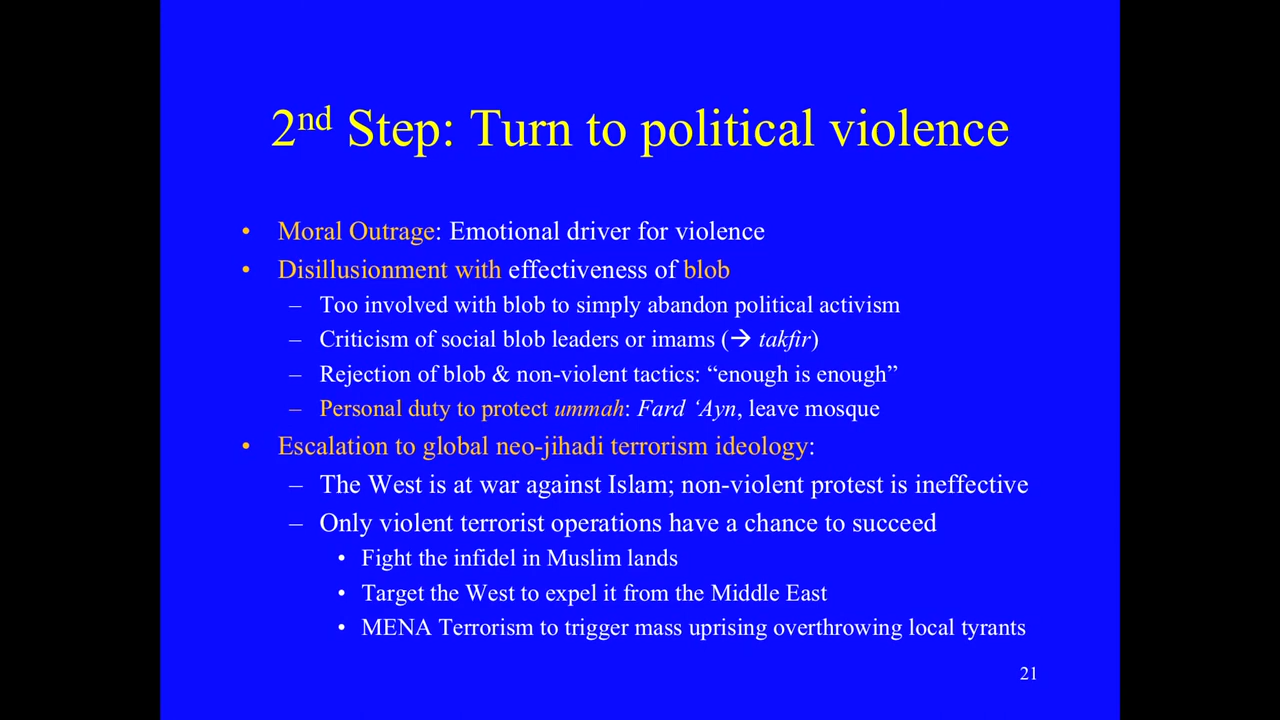 2nd Step: Turn to political violence
• Moral Outrage: Emotional driver for violence
• Disillusionment with effectiveness of blob
– Too involved with blob to simply abandon political activism
– Criticism of social blob leaders or imams (→ takfir)
– Rejection of blob & non-violent tactics: “enough is enough”
– Personal duty to protect ummah: Fard ‘Ayn, leave mosque
• Escalation to global neo-jihadi terrorism ideology:
– The West is at war against Islam; non-violent protest is ineffective
– Only violent terrorist operations have a chance to succeed
• Fight the infidel in Muslim lands
• Target the West to expel it from the Middle East
• MENA Terrorism to trigger mass uprising overthrowing local tyrants
21